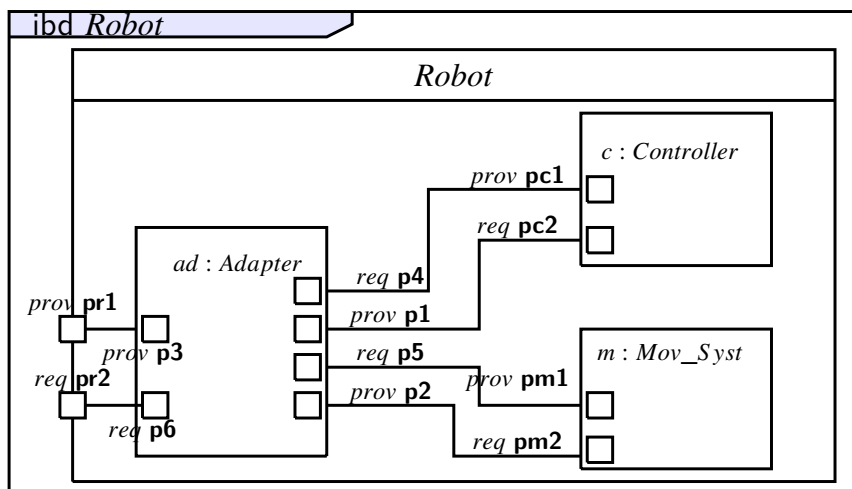 ibd Robot
Robot
c : Controller
prov pc1
req pc2
ad : Adapter
req p4
prov pr1
prov p1
prov p3
req p5
m : Mov_Syst
req pr2
prov pm1
prov p2
req p6
req pm2